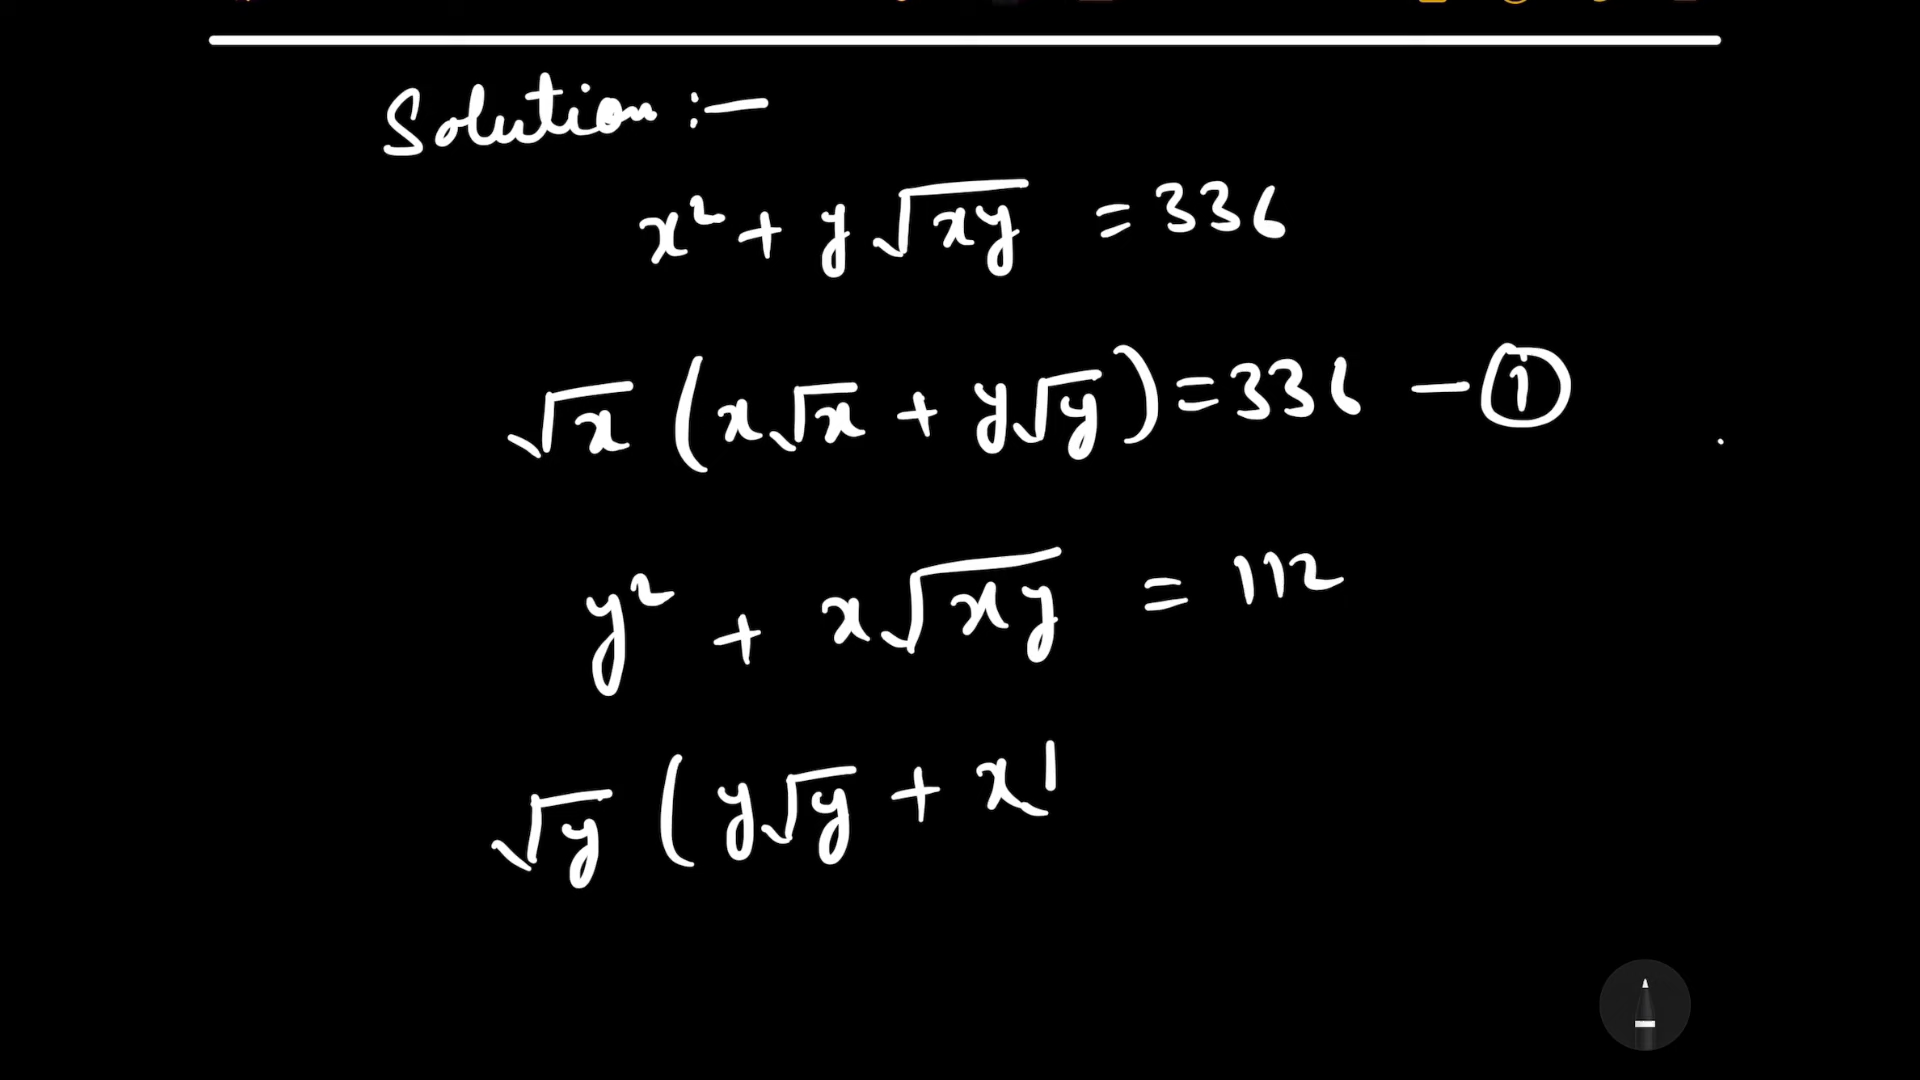 Solution :-
x² + y√xy = 336
√x (x√x + y√y) = 336 - ①
y² + x√xy = 112
√y (y√y + x